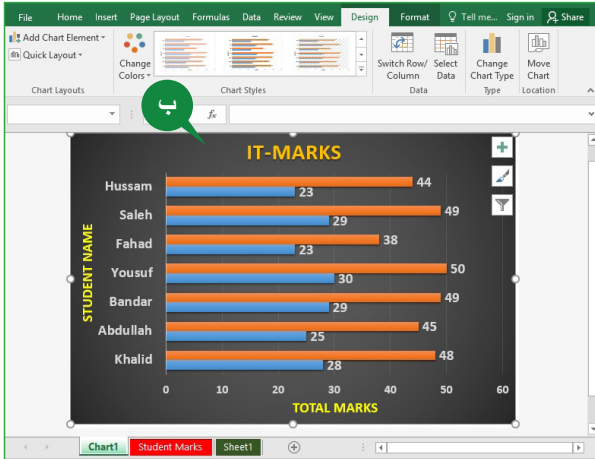 File Home Insert Page Layout Formulas Data Review View Design Format Tell me... Sign in Share
Add Chart Element
Quick Layout
Change Colors
Switch Row/ Column
Select Data
Change Chart Type
Move Chart
Chart Layouts Chart Styles Data Type Location
ب
fx
IT-MARKS
Hussam 44
23
Saleh 49
29
Fahad 38
23
Yousuf 50
30
Bandar 49
29
Abdullah 45
25
Khalid 48
28
STUDENT NAME
0 10 20 30 40 50 60
TOTAL MARKS
Chart1 Student Marks Sheet1